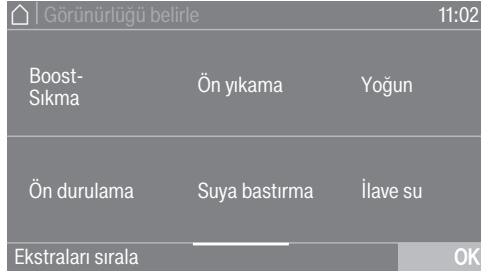 Görünürlüğü belirle 11:02
Boost-
Sıkma
Ön yıkama
Yoğun
Ön durulama
Suya bastırma
İlave su
Ekstraları sırala
OK